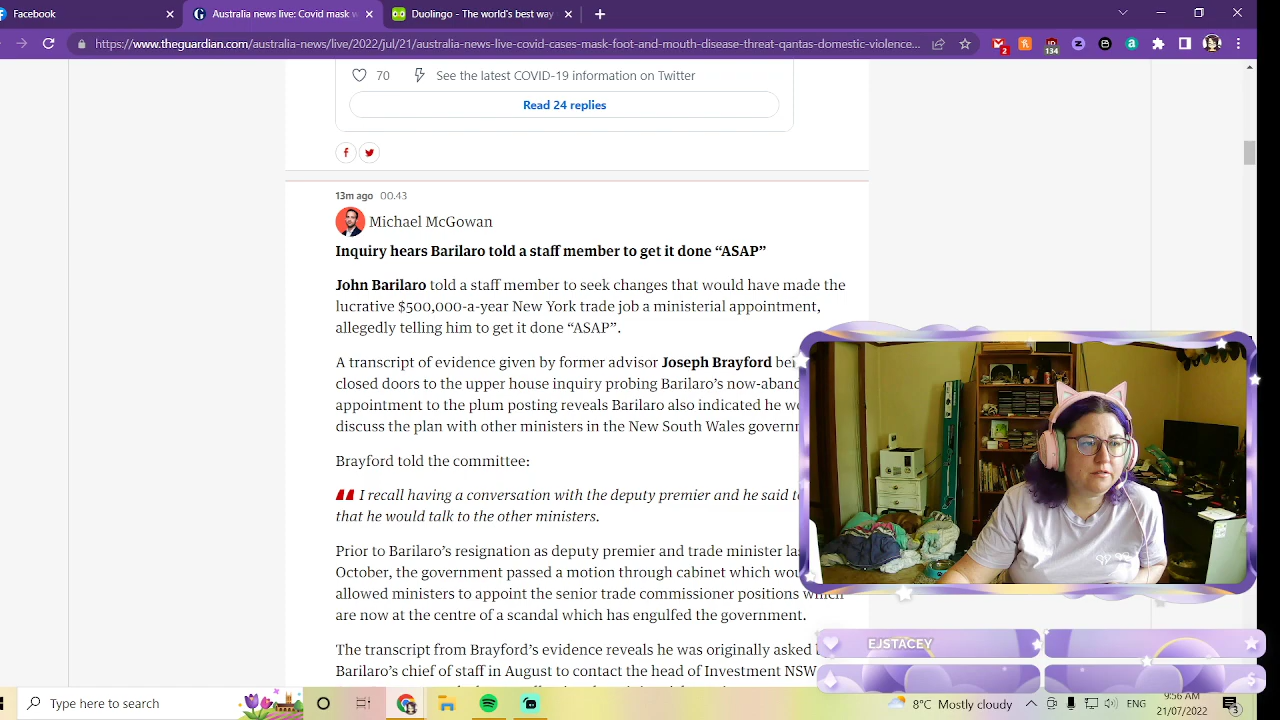 Facebook
Australia news live: Covid mask w
Duolingo - The world's best way
https://www.theguardian.com/australia-news/live/2022/jul/21/australia-news-live-covid-cases-mask-foot-and-mouth-disease-threat-qantas-domestic-violence...
2
134
70 See the latest COVID-19 information on Twitter
Read 24 replies
13m ago 00.43
Michael McGowan
Inquiry hears Barilaro told a staff member to get it done “ASAP”
John Barilaro told a staff member to seek changes that would have made the
lucrative $500,000-a-year New York trade job a ministerial appointment,
allegedly telling him to get it done “ASAP”.
A transcript of evidence given by former advisor Joseph Brayford
closed doors to the upper house inquiry probing Barilaro’s
appointment to the plum posting reveals Barilaro also indicated he
discuss the plan with other ministers in the New South Wales
Brayford told the committee:
I recall having a conversation with the deputy premier and he said
that he would talk to the other ministers.
Prior to Barilaro’s resignation as deputy premier and trade minister
October, the government passed a motion through cabinet which
allowed ministers to appoint the senior trade commissioner positions which
are now at the centre of a scandal which has engulfed the government.
The transcript from Brayford’s evidence reveals he was originally asked
Barilaro’s chief of staff in August to contact the head of Investment NSW
EJSTACEY
Type here to search
8°C Mostly cloudy
ENG
9:56 AM
21/07/2022
3